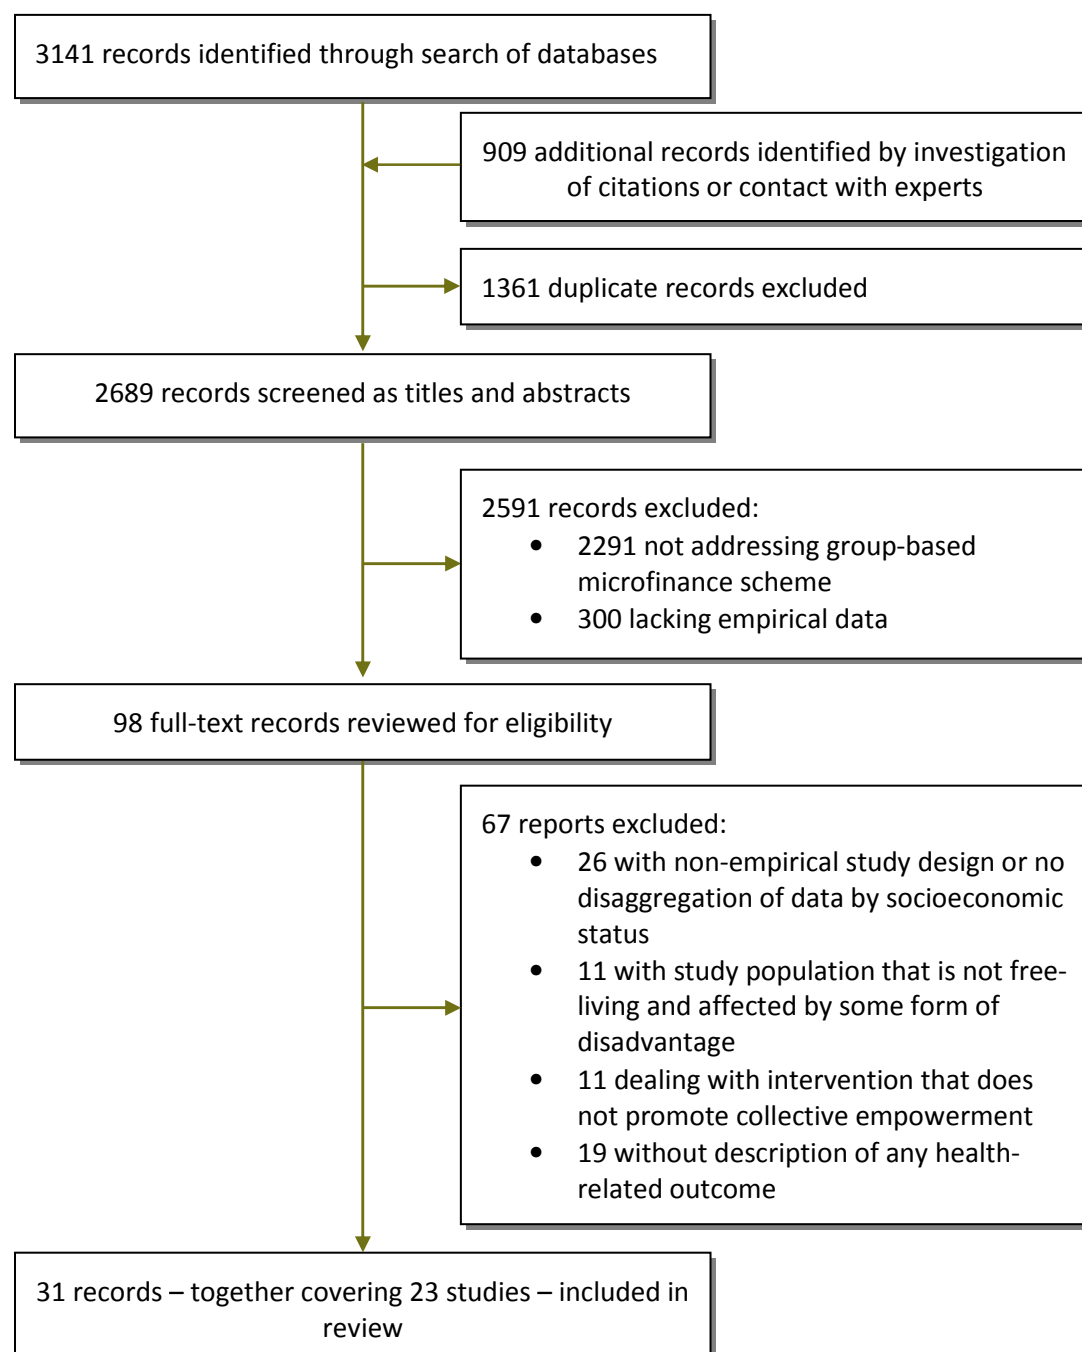 3141 records identified through search of databases
909 additional records identified by investigation
of citations or contact with experts
1361 duplicate records excluded
2689 records screened as titles and abstracts
2591 records excluded:
• 2291 not addressing group-based
microfinance scheme
• 300 lacking empirical data
98 full-text records reviewed for eligibility
67 reports excluded:
• 26 with non-empirical study design or no
disaggregation of data by socioeconomic
status
• 11 with study population that is not free-
living and affected by some form of
disadvantage
• 11 dealing with intervention that does
not promote collective empowerment
• 19 without description of any health-
related outcome
31 records – together covering 23 studies – included in
review